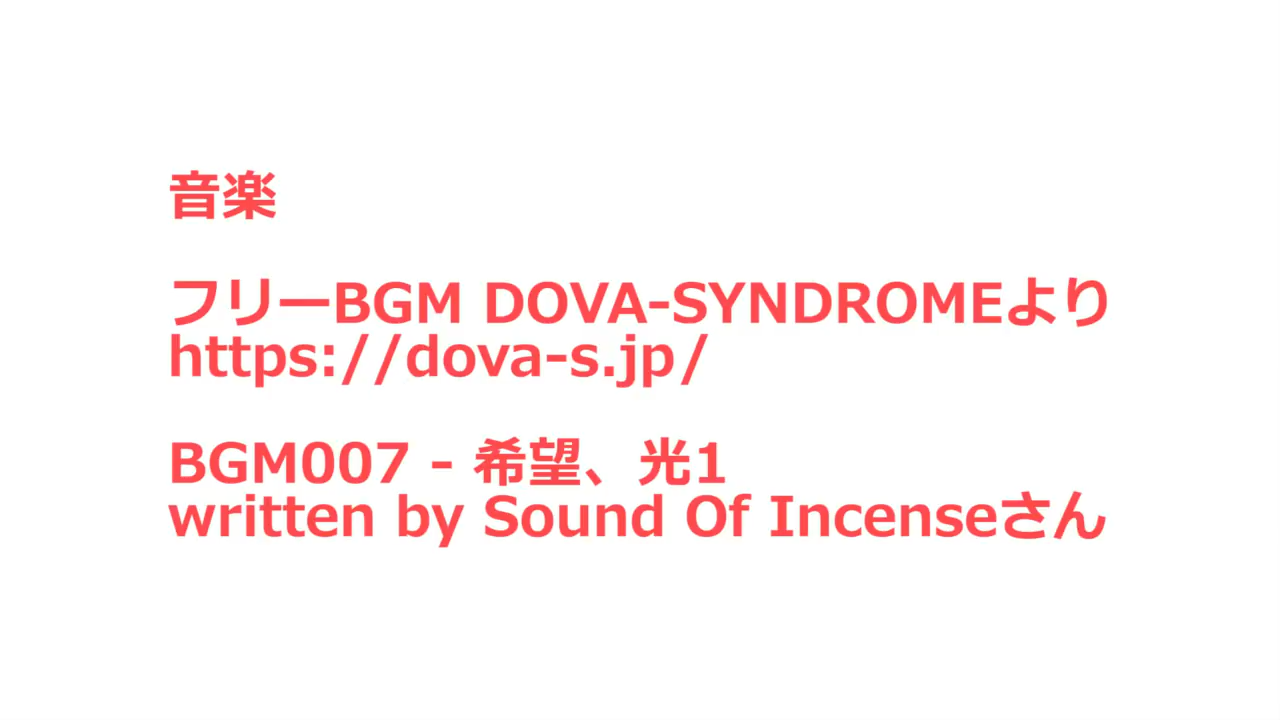 音楽
フリーBGM DOVA-SYNDROMEより
https://dova-s.jp/
BGM007 - 希望、光1
written by Sound Of Incenseさん